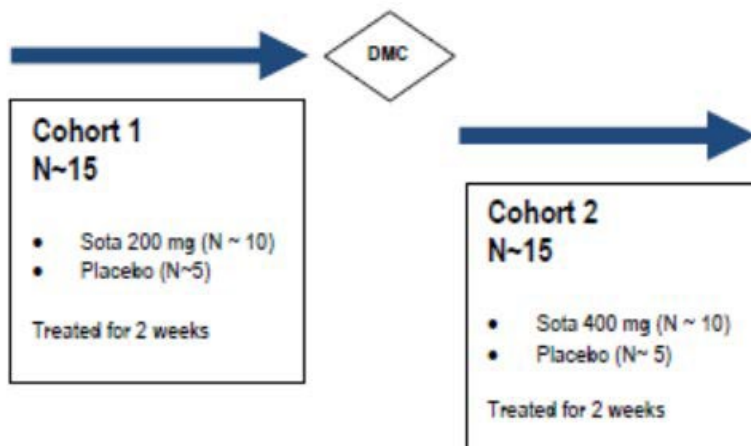 DMC
Cohort 1
N~15
• Sota 200 mg (N ~ 10)
• Placebo (N~5)
Treated for 2 weeks
Cohort 2
N~15
• Sota 400 mg (N ~ 10)
• Placebo (N~ 5)
Treated for 2 weeks